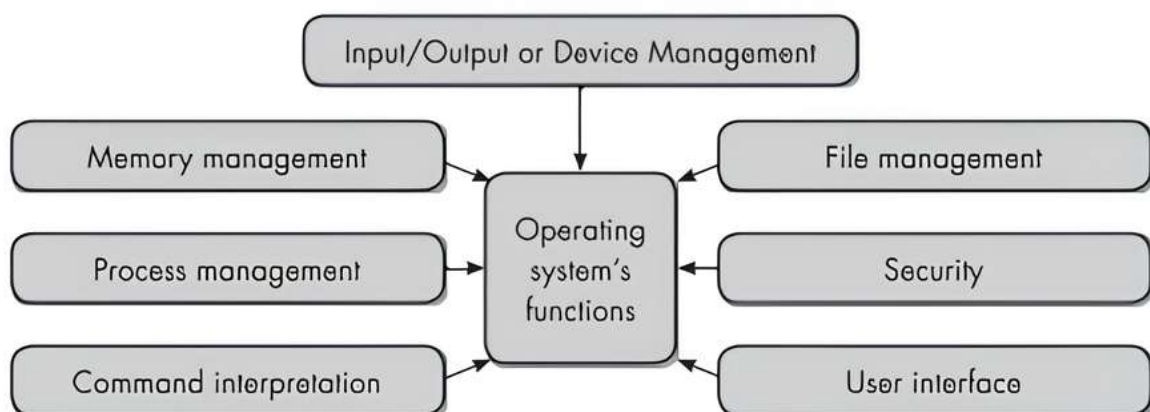 Input/Output or Device Management
Memory management
File management
Operating
system's
functions
Process management
Security
Command interpretation
User interface